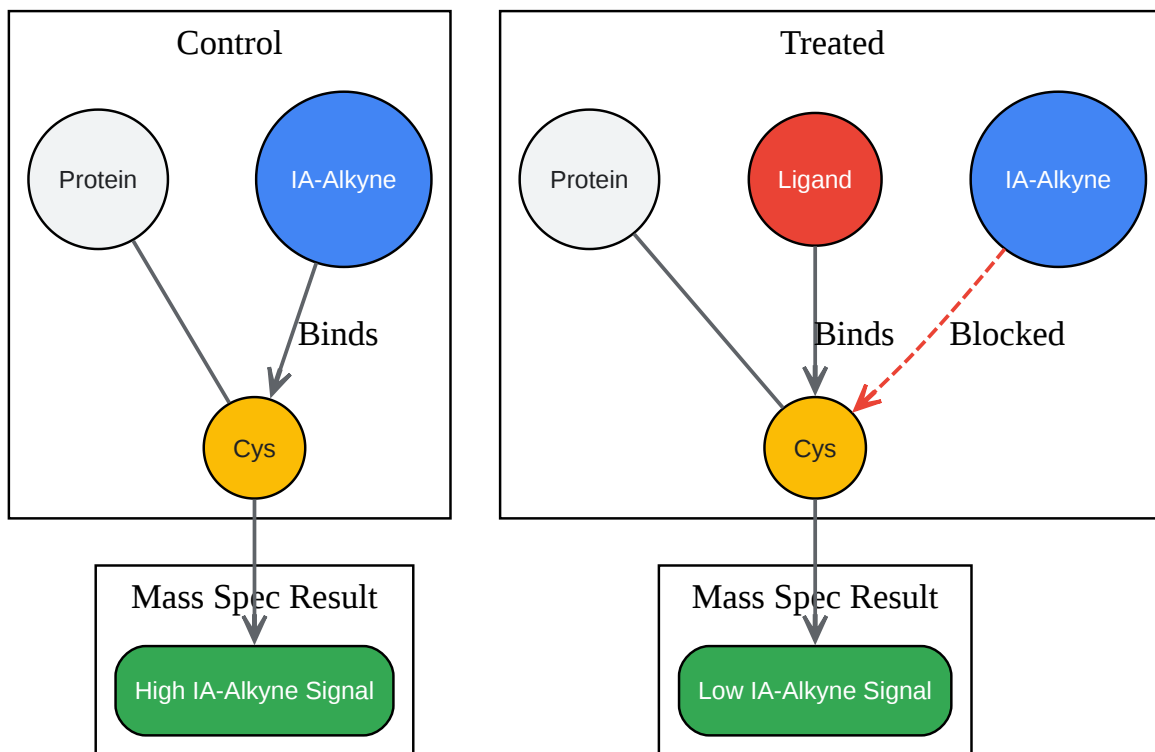 Control
Protein
IA-Alkyne
Binds
Cys
Mass Spec Result
High IA-Alkyne Signal
Treated
Protein
Ligand
IA-Alkyne
Binds
Blocked
Cys
Mass Spec Result
Low IA-Alkyne Signal